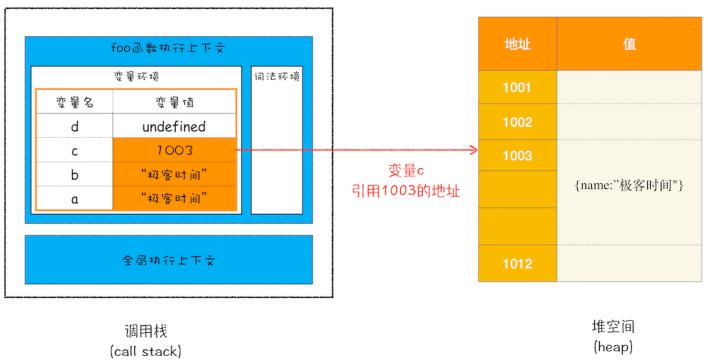 foo函数执行上下文
变量环境
词法环境
变量名 变量值
d undefined
c 1003
b “极客时间”
a “极客时间”
全局执行上下文
调用栈
(call stack)
变量c
引用1003的地址
地址 值
1001
1002
1003
{name:”极客时间"}
1012
堆空间
(heap)